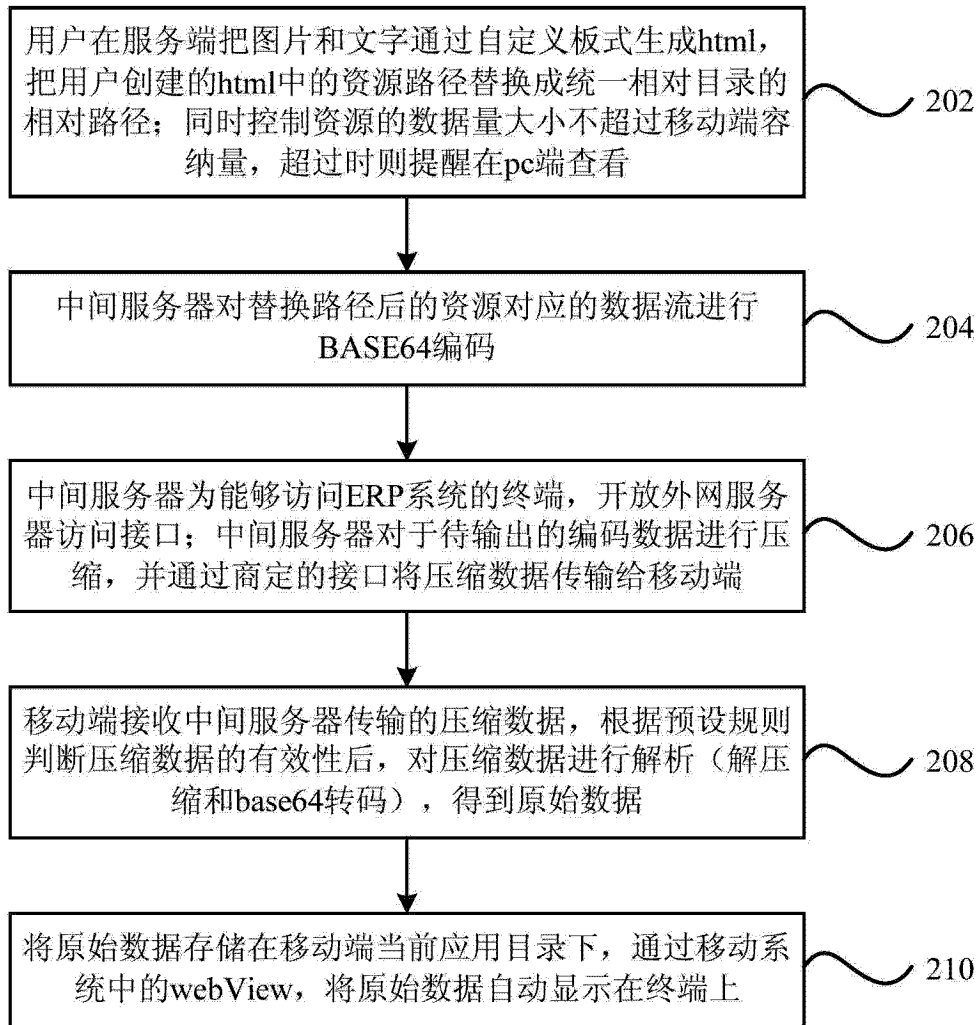 用户在服务端把图片和文字通过自定义板式生成html，
把用户创建的html中的资源路径替换成统一相对目录的
相对路径；同时控制资源的数据量大小不超过移动端容
纳量，超过时则提醒在pc端查看
202
中间服务器对替换路径后的资源对应的数据流进行
BASE64编码
204
中间服务器为能够访问ERP系统的终端，开放外网服务
器访问接口；中间服务器对于待输出的编码数据进行压
缩，并通过商定的接口将压缩数据传输给移动端
206
移动端接收中间服务器传输的压缩数据，根据预设规则
判断压缩数据的有效性后，对压缩数据进行解析（解压
缩和base64转码），得到原始数据
208
将原始数据存储在移动端当前应用目录下，通过移动系
统中的webView，将原始数据自动显示在终端上
210